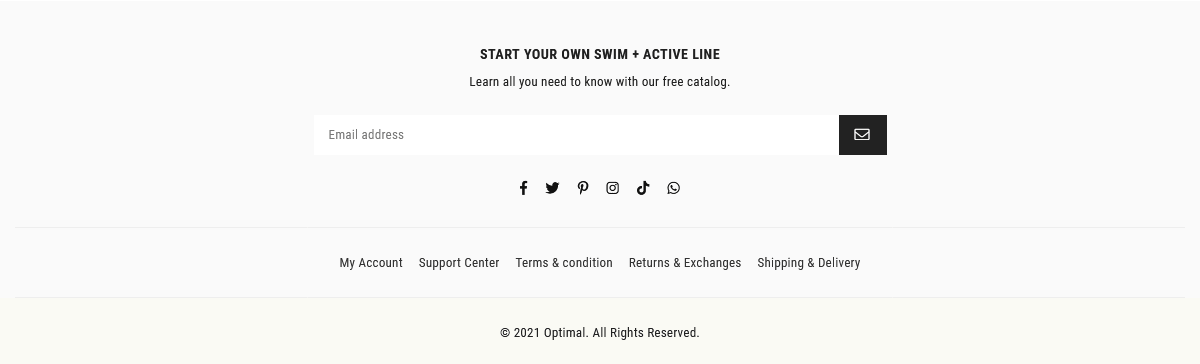 START YOUR OWN SWIM + ACTIVE LINE
Learn all you need to know with our free catalog.
Email address
My Account Support Center Terms & condition Returns & Exchanges Shipping & Delivery
© 2021 Optimal. All Rights Reserved.